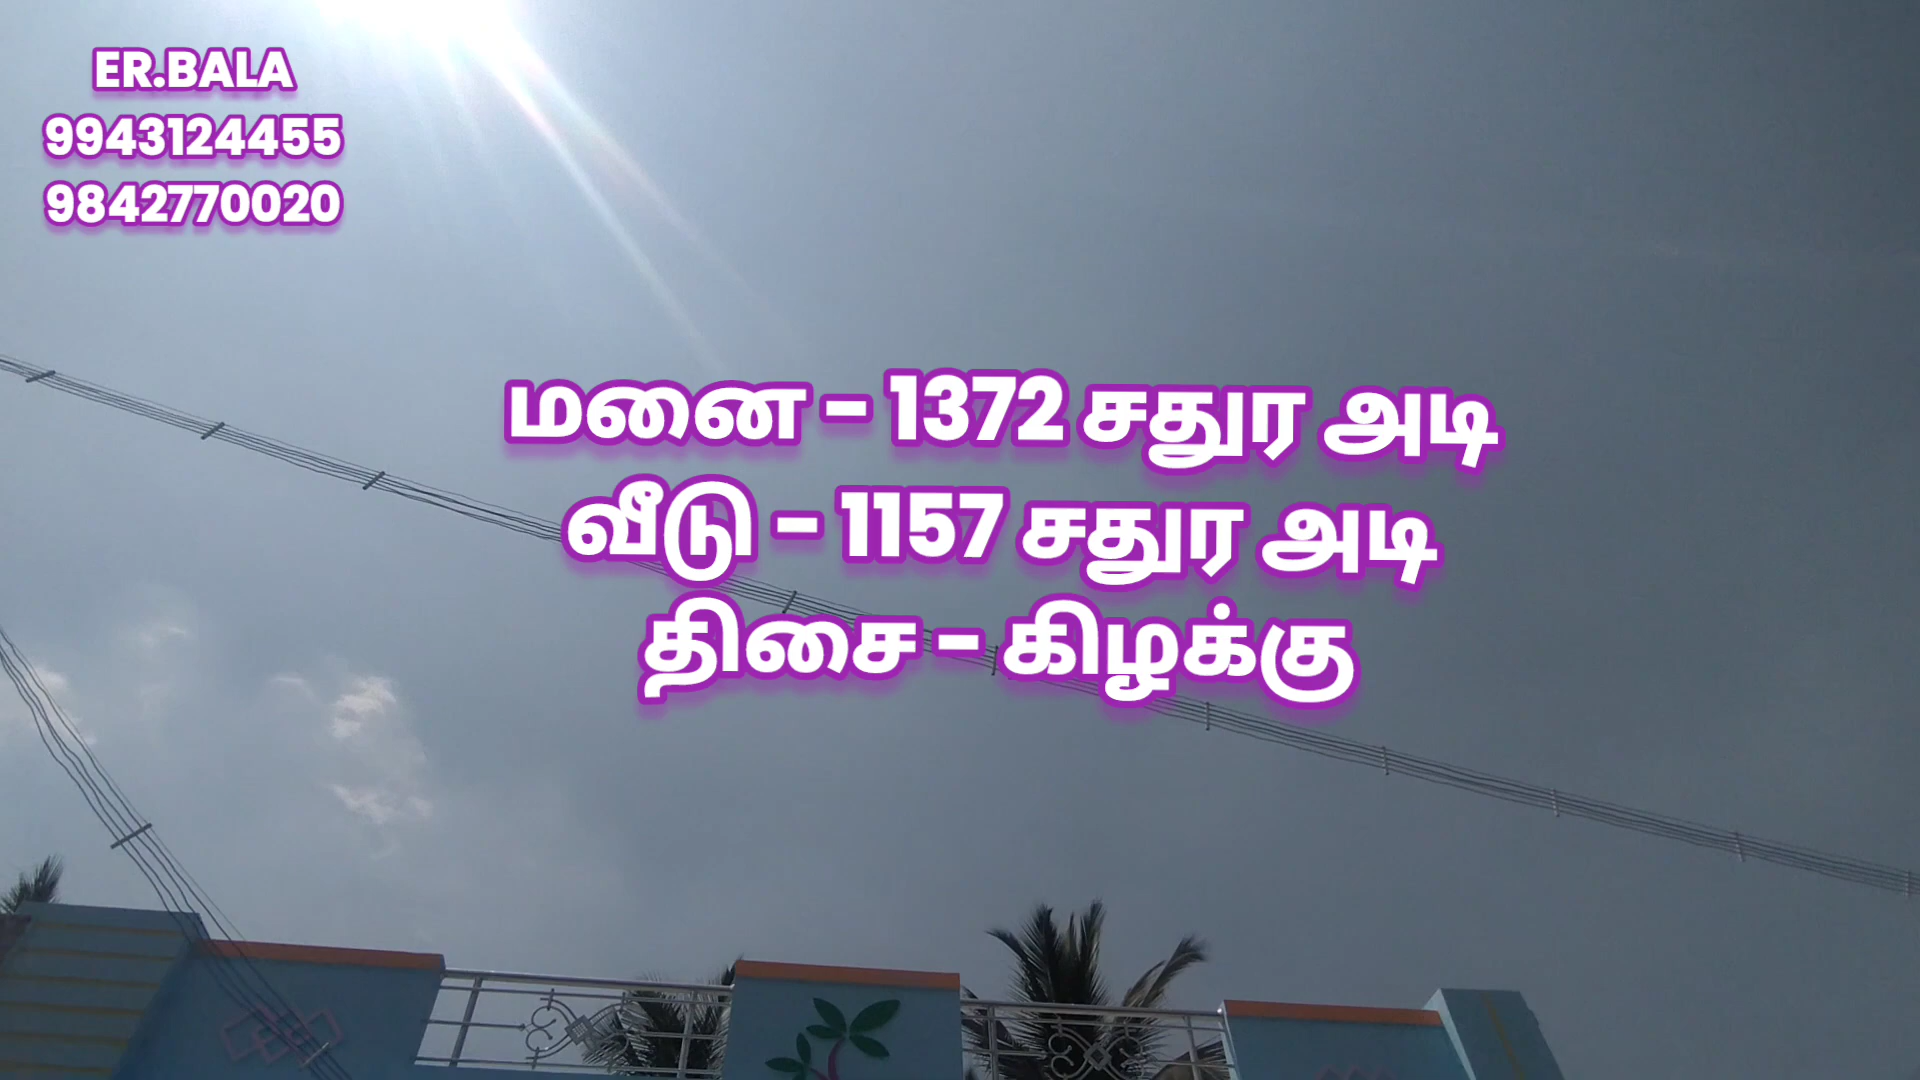 ER.BALA
9943124455
9842770020
மனை - 1372 சதுர அடி
வீடு - 1157 சதுர அடி
திசை - கிழக்கு